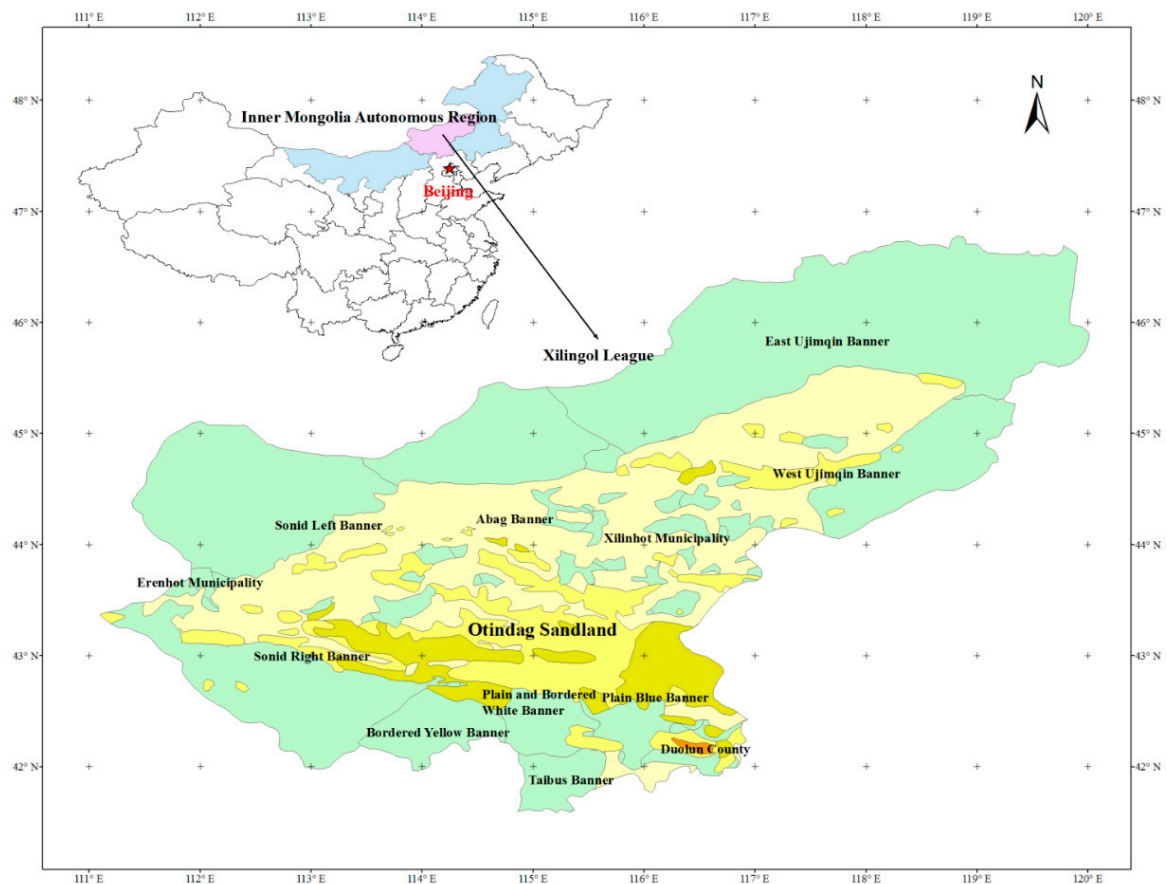 111° E 112° E 113° E 114° E 115° E 116° E 117° E 118° E 119° E 120° E
N
48° N 48° N
Inner Mongolia Autonomous Region
Beijing
47° N 47° N
46° N 46° N
East Ujimqin Banner
Xilingol League
45° N 45° N
West Ujimqin Banner
Sonid Left Banner
Abag Banner
Xilinhot Municipality
44° N 44° N
Erenhot Municipality
Otindag Sandland
43° N 43° N
Sonid Right Banner
Plain and Bordered
White Banner
Plain Blue Banner
Bordered Yellow Banner
Duolun County
42° N 42° N
Taibus Banner
111° E 112° E 113° E 114° E 115° E 116° E 117° E 118° E 119° E 120° E